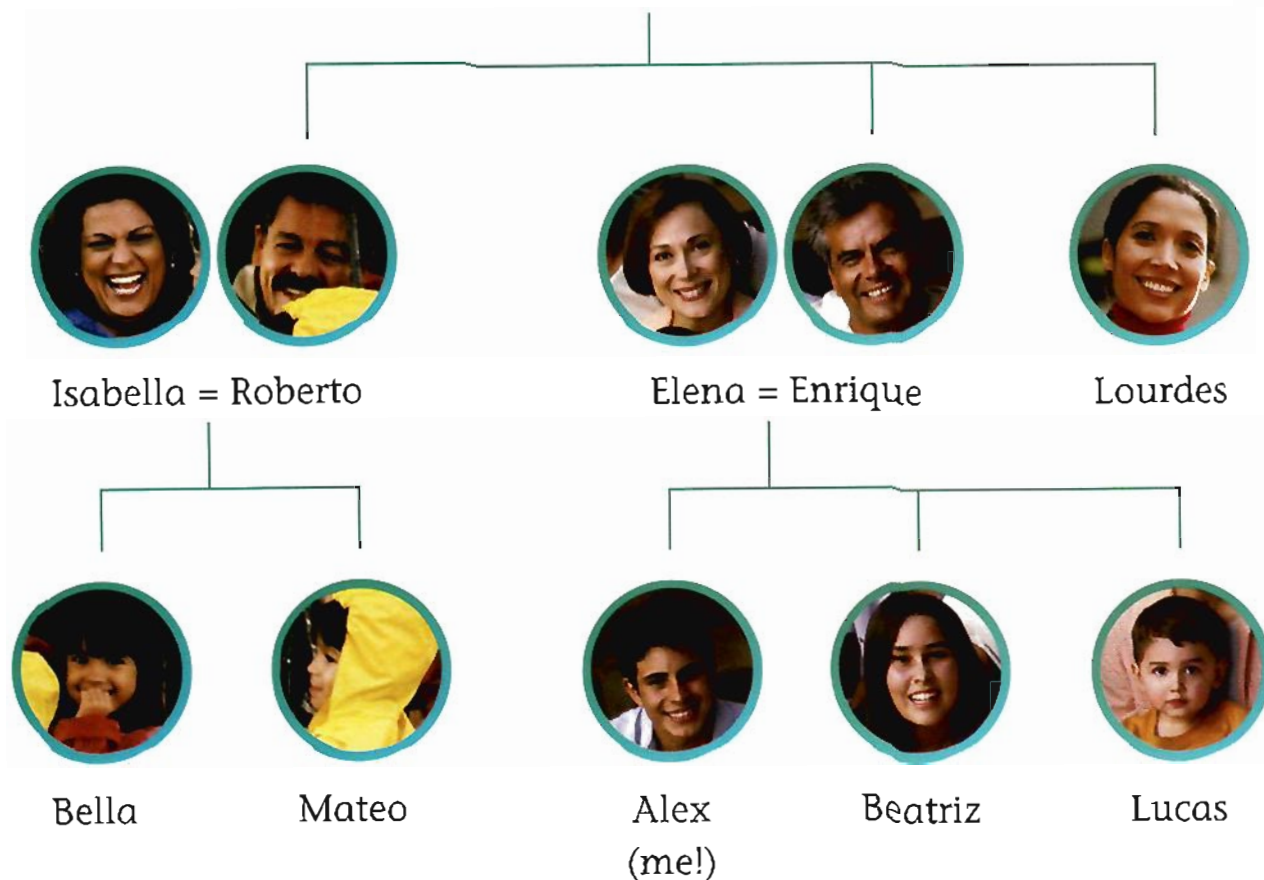 Isabella = Roberto
Elena = Enrique
Lourdes
Bella
Mateo
Alex
(me!)
Beatriz
Lucas